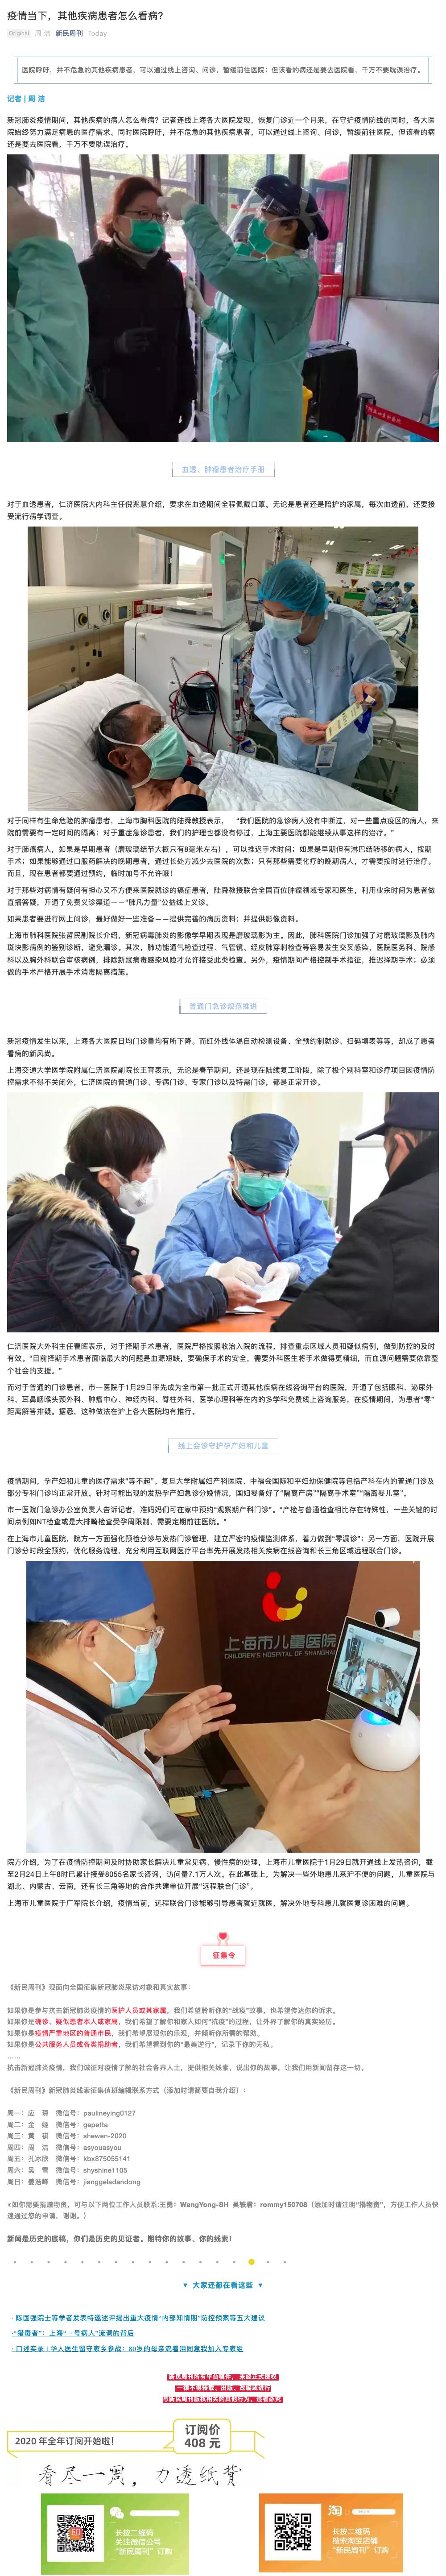 疫情当下，其他疾病患者怎么看病？
Original 周 洁 新民周刊 Today
医院呼吁，并不危急的其他疾病患者，可以通过线上咨询、问诊，暂缓前往医院；但该看的病还是要去医院看，千万不要耽误治疗。
记者 | 周 洁
新冠肺炎疫情期间，其他疾病的病人怎么看病？记者连线上海各大医院发现，恢复门诊近一个月来，在守护疫情防线的同时，各大医
院始终努力满足病患的医疗需求。同时医院呼吁，并不危急的其他疾病患者，可以通过线上咨询、问诊，暂缓前往医院，但该看的病
还是要去医院看，千万不要耽误治疗。
血透、肿瘤患者治疗手册
对于血透患者，仁济医院大内科主任倪兆慧介绍，要求在血透期间全程佩戴口罩。无论是患者还是陪护的家属，每次血透前，还要接
受流行病学调查。
对于同样有生命危险的肿瘤患者，上海市胸科医院的陆舜教授表示， “我们医院的急诊病人没有中断过，对一些重点疫区的病人，来
院前需要有一定时间的隔离；对于重症急诊患者，我们的护理也都没有停过，上海主要医院都能继续从事这样的治疗。”
对于肺癌病人，如果是早期患者（磨玻璃结节大概只有8毫米左右），可以推迟手术时间；如果是早期但有淋巴结转移的病人，按期
手术；如果能够通过口服药解决的晚期患者，通过长处方减少去医院的次数；只有那些需要化疗的晚期病人，才需要按时进行治疗。
而且，现在患者都要通过预约，临时加号不允许哦！
对于那些对病情有疑问有担心又不方便来医院就诊的癌症患者，陆舜教授联合全国百位肿瘤领域专家和医生，利用业余时间为患者做
直播答疑，开通了免费义诊渠道——“肺凡力量”公益线上义诊。
如果患者要进行网上问诊，最好做好一些准备——提供完善的病历资料；并提供影像资料。
上海市肺科医院张哲民副院长介绍，新冠病毒肺炎的影像学早期表现是磨玻璃影为主。因此，肺科医院门诊加强了对磨玻璃影及肺内
斑块影病例的鉴别诊断，避免漏诊。其次，肺功能通气检查过程、气管镜、经皮肺穿刺检查等容易发生交叉感染，医院医务科、院感
科以及胸外科联合审核病例，排除新冠病毒感染风险才允许接受此类检查。另外，疫情期间严格控制手术指征，推迟择期手术；必须
做的手术严格开展手术消毒隔离措施。
普通门急诊规范推进
新冠疫情发生以来，上海各大医院日均门诊量均有所下降。而红外线体温自动检测设备、全预约制就诊、扫码填表等等，却成了患者
看病的新风尚。
上海交通大学医学院附属仁济医院副院长王育表示，无论是春节期间，还是现在陆续复工阶段，除了极个别科室和诊疗项目因疫情防
控需求不得不关闭外，仁济医院的普通门诊、专病门诊、专家门诊以及特需门诊，都是正常开诊。
仁济医院大外科主任曹晖表示，对于择期手术患者，医院严格按照收治入院的流程，排查重点区域人员和疑似病例，做到防控的及时
有效。“目前择期手术患者面临最大的问题是血源短缺，要确保手术的安全，需要外科医生将手术做得更精细，而血源问题需要依靠整
个社会的支援。”
而对于普通的门诊患者，市一医院于1月29日率先成为全市第一批正式开通其他疾病在线咨询平台的医院，开通了包括眼科、泌尿外
科、耳鼻咽喉头颈外科、肿瘤中心、神经内科、脊柱外科、医学心理科等在内的多学科免费线上咨询服务，在疫情期间，为患者“零”
距离解答排疑。据悉，这种做法在沪上各大医院均有推行。
线上会诊守护孕产妇和儿童
疫情期间，孕产妇和儿童的医疗需求“等不起”。复旦大学附属妇产科医院、中福会国际和平妇幼保健院等包括产科在内的普通门诊及
部分专科门诊均正常开放。针对可能出现的发热孕产妇急诊分娩情况，国妇婴备好了“隔离产房”“隔离手术室”“隔离婴儿室”。
市一医院门急诊办公室负责人告诉记者，准妈妈们可在家中预约“观察期产科门诊”。“产检与普通检查相比存在特殊性，一些关键的时
间点例如NT检查或是大排畸检查受孕周限制，需要定期前往医院。”
在上海市儿童医院，院方一方面强化预检分诊与发热门诊管理，建立严密的疫情监测体系，着力做到“零漏诊”；另一方面，医院开展
门诊分时段全预约，优化服务流程，充分利用互联网医疗平台率先开展发热相关疾病在线咨询和长三角区域远程联合门诊。
上海市儿童医院
CHILDREN'S HOSPITAL OF SHANGHAI
院方介绍，为了在疫情防控期间及时协助家长解决儿童常见病、慢性病的处理，上海市儿童医院于1月29日就开通线上发热咨询，截
至2月24日上午8时已累计接受8055名家长咨询，访问量7.1万人次。在此基础上，为解决一些外地患儿来沪不便的问题，儿童医院与
湖北、内蒙古、云南，还有长三角等地的合作共建单位开展“远程联合门诊”。
上海市儿童医院于广军院长介绍，疫情当前，远程联合门诊能够引导患者就近就医，解决外地专科患儿就医复诊困难的问题。
征集令
《新民周刊》现面向全国征集新冠肺炎采访对象和真实故事：
如果你是参与抗击新冠肺炎疫情的医护人员或其家属，我们希望聆听你的“战疫”故事，也希望传达你的诉求。
如果你是确诊、疑似患者本人或家属，我们希望了解你和家人如何“抗疫”的过程，让外界了解你的真实经历。
如果你是疫情严重地区的普通市民，我们希望展现你的乐观，并倾听你所需的帮助。
如果你是公共服务人员或各类捐助者，我们希望看到你的“最美逆行”，记录下你的无私。
……
抗击新冠肺炎疫情，我们诚征对疫情了解的社会各界人士，提供相关线索，说出你的故事，让我们用新闻留存这一切。
《新民周刊》新冠肺炎线索征集值班编辑联系方式（添加时请简要自我介绍）：
周一：应 琛 微信号：paulineying0127
周二：金 姬 微信号：gepetta
周三：黄 祺 微信号：shewen-2020
周四：周 洁 微信号：asyouasyou
周五：孔冰欣 微信号：kbx875055141
周六：吴 雪 微信号：shyshine1105
周日：姜浩峰 微信号：jianggeladandong
*如你需要捐赠物资，可与以下两位工作人员联系:王勇：WangYong-SH 吴轶君：rommy150708（添加时请注明“捐物资”，方便工作人员快
速通过您的申请，谢谢。）
新闻是历史的底稿，你们是历史的见证者。期待你的故事、你的线索！
▼ 大家还都在看这些 ▼
· 陈国强院士等学者发表特邀述评提出重大疫情“内部知情期”防控预案等五大建议
·“猎毒者”：上海“一号病人”流调的背后
· 口述实录 | 华人医生留守家乡参战：80岁的母亲流着泪同意我加入专家组
新民周刊所有平台稿件， 未经正式授权
一律不得转载、出版、改编或进行
与新民周刊版权相关的其他行为，违者必究
2020 年全年订阅开始啦！
订阅价
408 元
看尽一周，力透纸背
长按二维码
关注微信公号
“新民周刊”订购
淘
长按二维码
搜索淘宝店铺
“新民周刊”订购